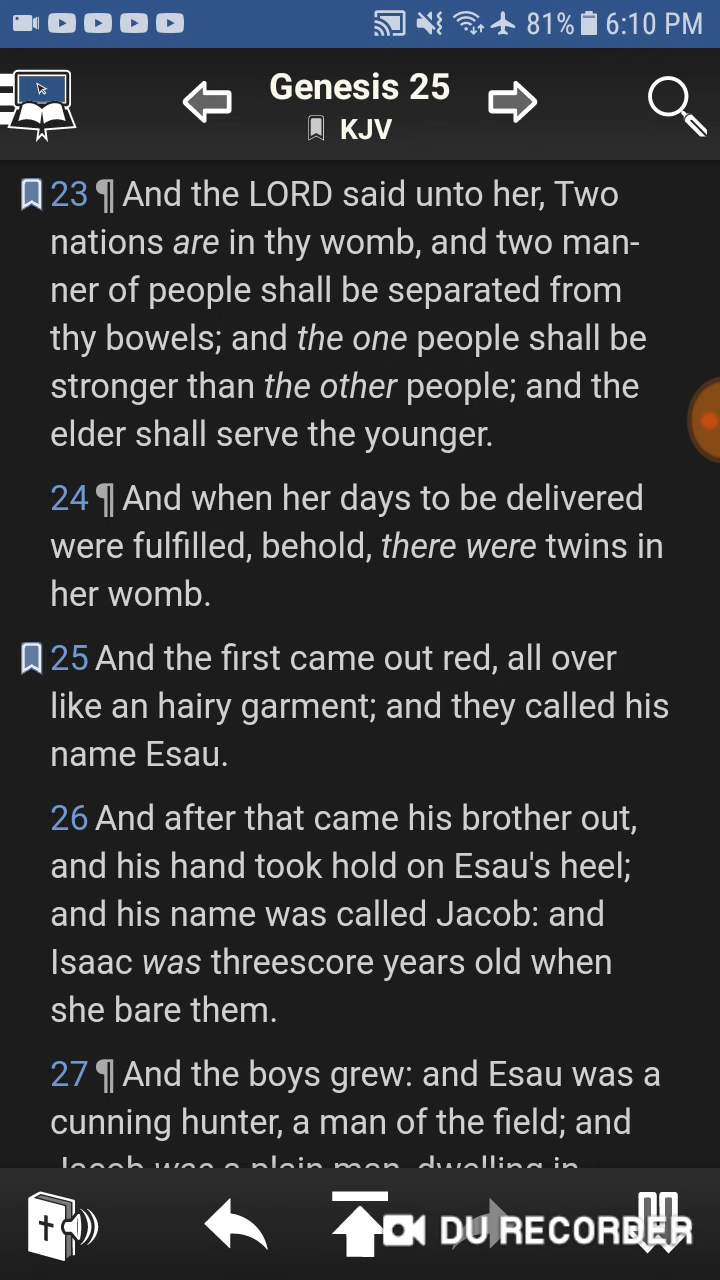 81% 6:10 PM
Genesis 25
KJV
23 ¶ And the LORD said unto her, Two
nations are in thy womb, and two man-
ner of people shall be separated from
thy bowels; and the one people shall be
stronger than the other people; and the
elder shall serve the younger.
24 ¶ And when her days to be delivered
were fulfilled, behold, there were twins in
her womb.
25 And the first came out red, all over
like an hairy garment; and they called his
name Esau.
26 And after that came his brother out,
and his hand took hold on Esau's heel;
and his name was called Jacob: and
Isaac was threescore years old when
she bare them.
27 ¶ And the boys grew: and Esau was a
cunning hunter, a man of the field; and
Jacob was a plain man, dwelling in
DU RECORDER